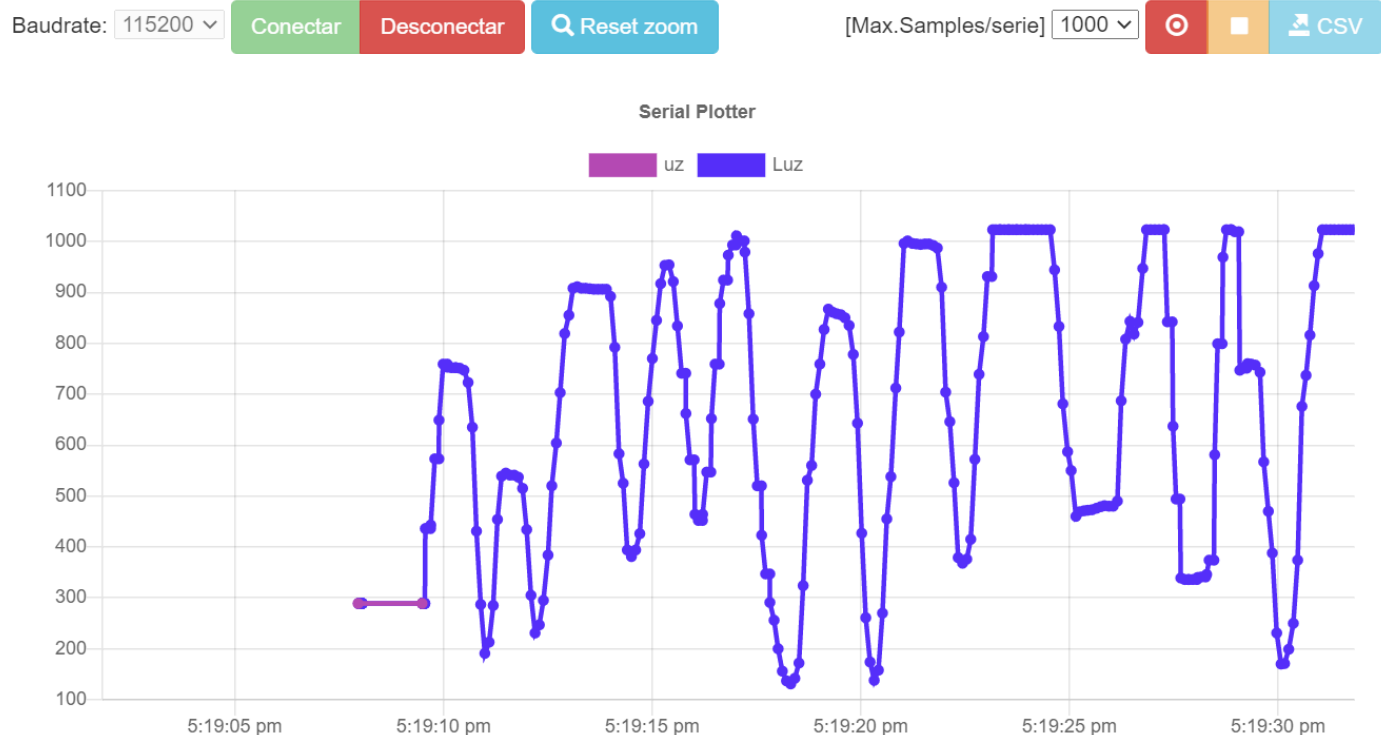 Baudrate: 115200 Conectar Desconectar Reset zoom [Max.Samples/serie] 1000 CSV
Serial Plotter
uz Luz
1100
1000
900
800
700
600
500
400
300
200
100
5:19:05 pm 5:19:10 pm 5:19:15 pm 5:19:20 pm 5:19:25 pm 5:19:30 pm